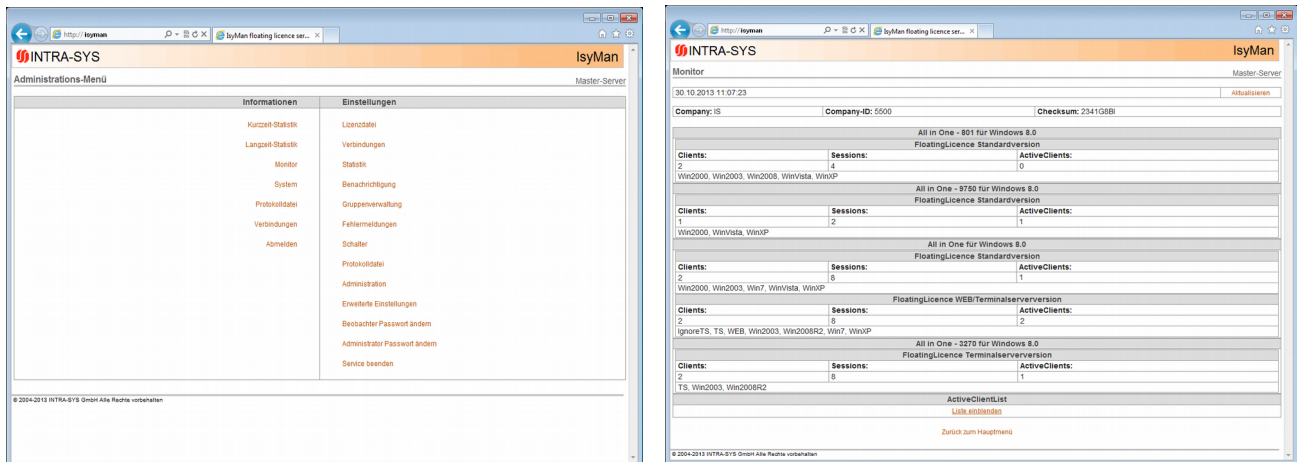 http://isyman
IsyMan floating licence ser...
INTRA-SYS
IsyMan
Administrations-Menü
Master-Server
Informationen Einstellungen
Kurzzeit-Statistik Lizenzdatei
Langzeit-Statistik Verbindungen
Monitor Statistik
System Benachrichtigung
Protokolldatei Gruppenverwaltung
Verbindungen Fehlermeldungen
Abmelden Schalter
Protokolldatei
Administration
Erweiterte Einstellungen
Beobachter Passwort ändern
Administrator Passwort ändern
Service beenden
© 2004-2013 INTRA-SYS GmbH Alle Rechte vorbehalten
http://isyman
IsyMan floating licence ser...
INTRA-SYS
IsyMan
Monitor
Master-Server
30.10.2013 11:07:23 Aktualisieren
Company: IS Company-ID: 5500 Checksum: 2341G8Bl
All in One - 801 für Windows 8.0
FloatingLicence Standardversion
Clients: Sessions: ActiveClients:
2 4 0
Win2000, Win2003, Win2008, WinVista, WinXP
All in One - 9750 für Windows 8.0
FloatingLicence Standardversion
Clients: Sessions: ActiveClients:
1 2 1
Win2000, WinVista, WinXP
All in One für Windows 8.0
FloatingLicence Standardversion
Clients: Sessions: ActiveClients:
2 8 1
Win2000, Win2003, Win7, WinVista, WinXP
FloatingLicence WEB/Terminalserverversion
Clients: Sessions: ActiveClients:
2 8 2
IgnoreTS, TS, WEB, Win2003, Win2008R2, Win7, WinXP
All in One - 3270 für Windows 8.0
FloatingLicence Terminalserverversion
Clients: Sessions: ActiveClients:
2 8 1
TS, Win2003, Win2008R2
ActiveClientList
Liste einblenden
Zurück zum Hauptmenü
© 2004-2013 INTRA-SYS GmbH Alle Rechte vorbehalten